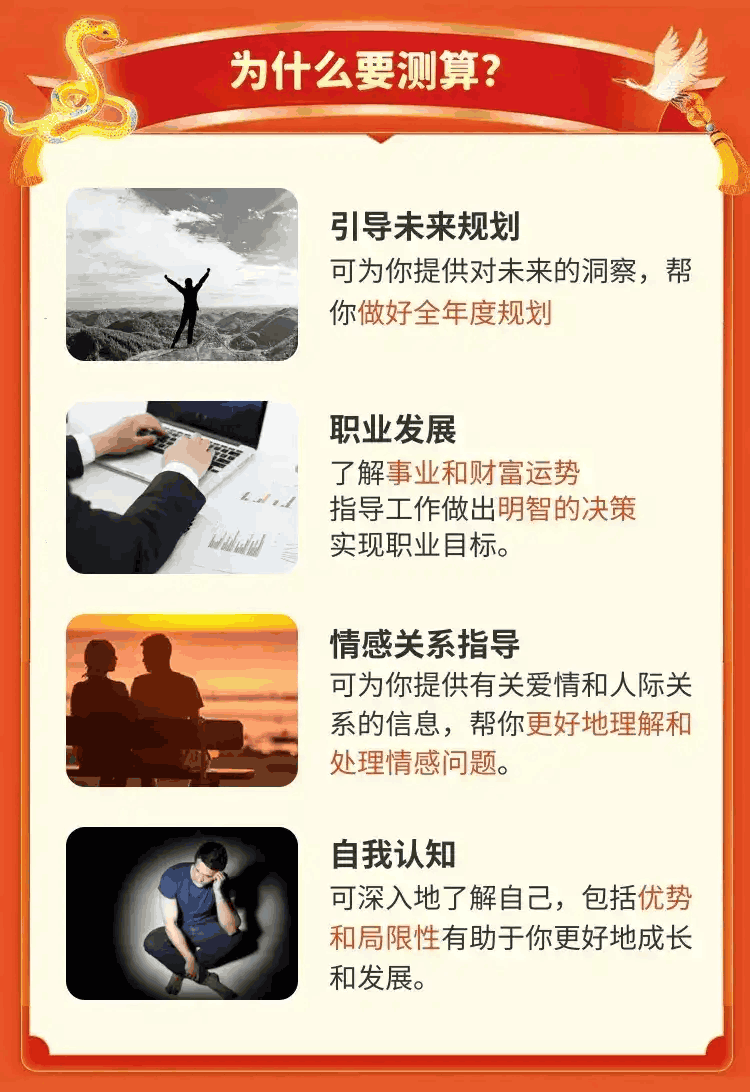 为什么要测算?
引导未来规划
可为你提供对未来的洞察，帮
你做好全年度规划
职业发展
了解事业和财富运势
指导工作做出明智的决策
实现职业目标。
情感关系指导
可为你提供有关爱情和人际关
系的信息，帮你更好地理解和
处理情感问题。
自我认知
可深入地了解自己，包括优势
和局限性有助于你更好地成长
和发展。